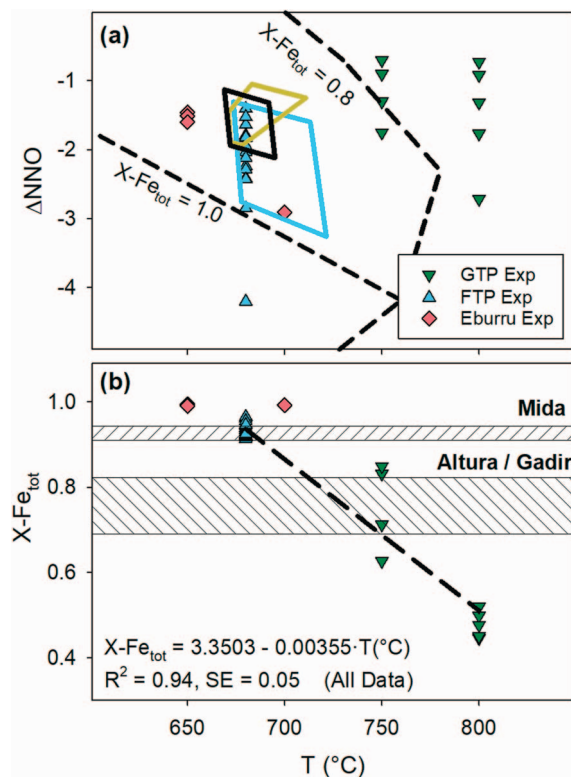 (a)
X-Fe_tot = 0.8
-1
-2
-3
-4
ΔNNO
X-Fe_tot = 1.0
GTP Exp
FTP Exp
Eburru Exp
(b)
1.0
0.8
0.6
0.4
X-Fe_tot
Mida
Altura / Gadir
X-Fe_tot = 3.3503 - 0.00355·T(°C)
R² = 0.94, SE = 0.05 (All Data)
650 700 750 800
T (°C)